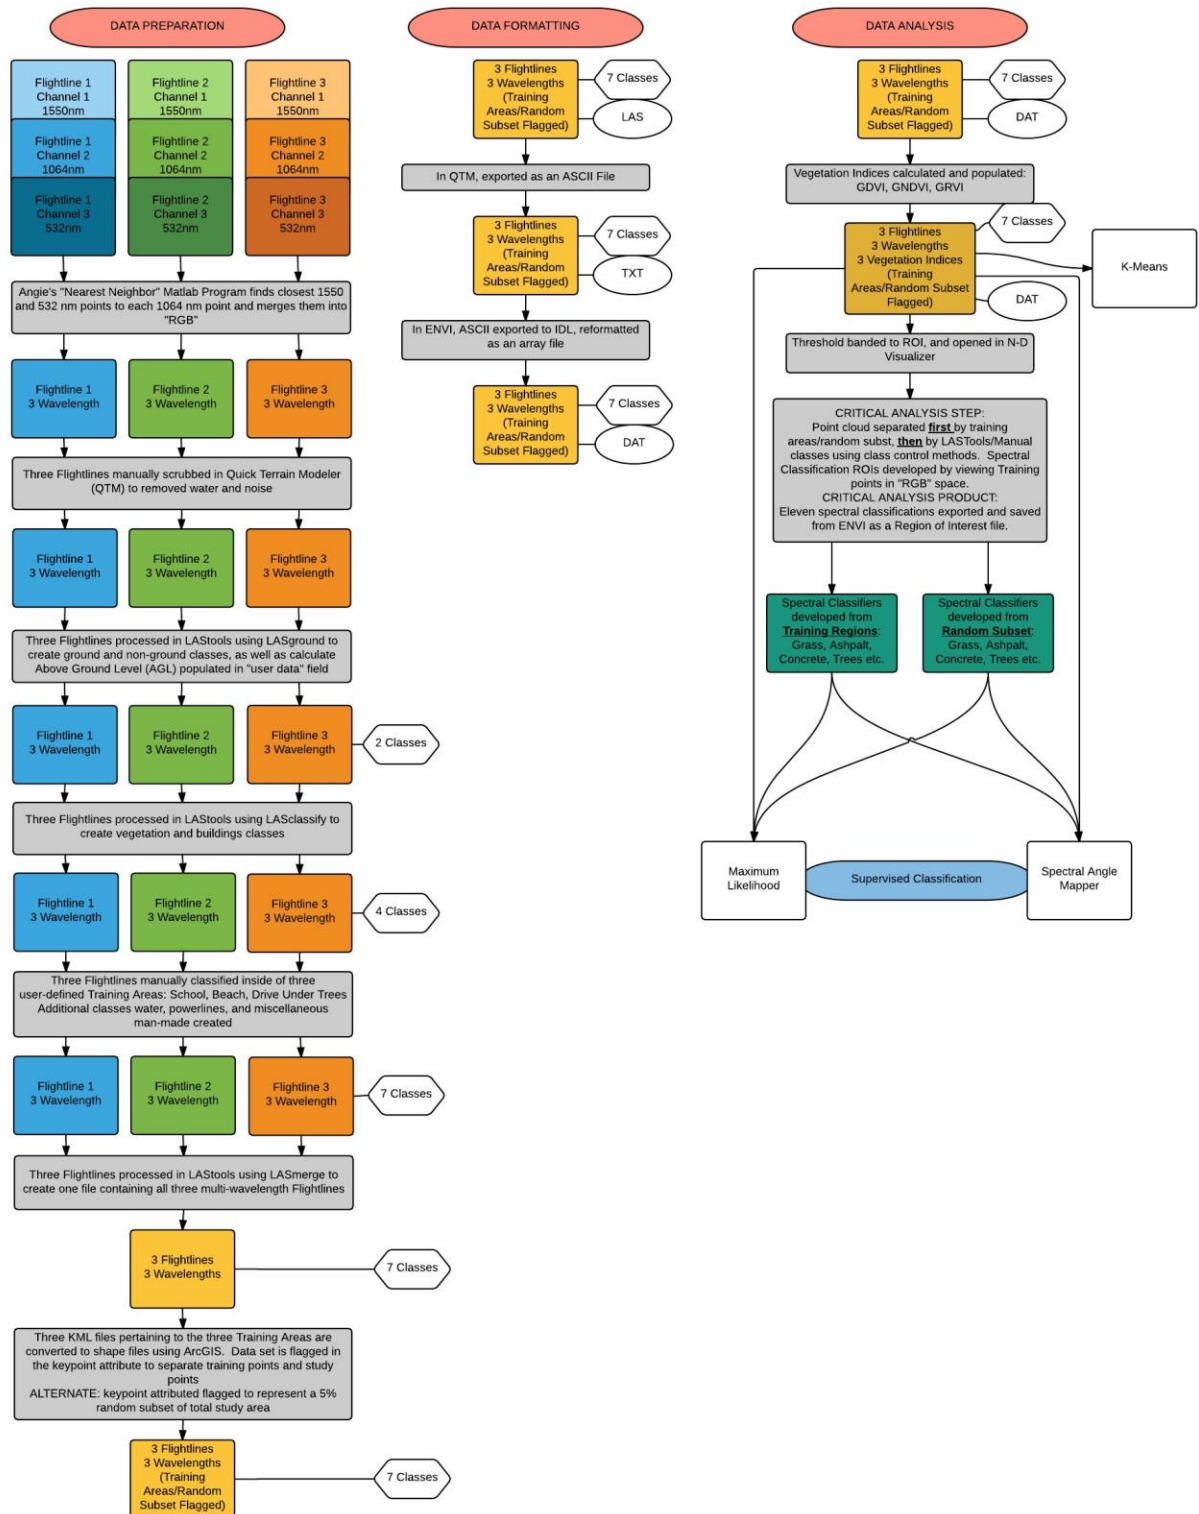 DATA PREPARATION
Flightline 1
Channel 1
1550nm
Flightline 2
Channel 1
1550nm
Flightline 3
Channel 1
1550nm
Flightline 1
Channel 2
1064nm
Flightline 2
Channel 2
1064nm
Flightline 3
Channel 2
1064nm
Flightline 1
Channel 3
532nm
Flightline 2
Channel 3
532nm
Flightline 3
Channel 3
532nm
Angie's "Nearest Neighbor" Matlab Program finds closest 1550
and 532 nm points to each 1064 nm point and merges them into
"RGB"
Flightline 1
3 Wavelength
Flightline 2
3 Wavelength
Flightline 3
3 Wavelength
Three Flightlines manually scrubbed in Quick Terrain Modeler
(QTM) to removed water and noise
Flightline 1
3 Wavelength
Flightline 2
3 Wavelength
Flightline 3
3 Wavelength
Three Flightlines processed in LAStools using LASground to
create ground and non-ground classes, as well as calculate
Above Ground Level (AGL) populated in "user data" field
Flightline 1
3 Wavelength
Flightline 2
3 Wavelength
Flightline 3
3 Wavelength
2 Classes
Three Flightlines processed in LAStools using LASclassify to
create vegetation and buildings classes
Flightline 1
3 Wavelength
Flightline 2
3 Wavelength
Flightline 3
3 Wavelength
4 Classes
Three Flightlines manually classified inside of three
user-defined Training Areas: School, Beach, Drive Under Trees
Additional classes water, powerlines, and miscellaneous
man-made created
Flightline 1
3 Wavelength
Flightline 2
3 Wavelength
Flightline 3
3 Wavelength
7 Classes
Three Flightlines processed in LAStools using LASmerge to
create one file containing all three multi-wavelength Flightlines
3 Flightlines
3 Wavelengths
7 Classes
Three KML files pertaining to the three Training Areas are
converted to shape files using ArcGIS. Data set is flagged in
the keypoint attribute to separate training points and study
points
ALTERNATE: keypoint attributed flagged to represent a 5%
random subset of total study area
3 Flightlines
3 Wavelengths
(Training
Areas/Random
Subset Flagged)
7 Classes
DATA FORMATTING
3 Flightlines
3 Wavelengths
(Training
Areas/Random
Subset Flagged)
7 Classes
LAS
In QTM, exported as an ASCII File
3 Flightlines
3 Wavelengths
(Training
Areas/Random
Subset Flagged)
7 Classes
TXT
In ENVI, ASCII exported to IDL, reformatted
as an array file
3 Flightlines
3 Wavelengths
(Training
Areas/Random
Subset Flagged)
7 Classes
DAT
DATA ANALYSIS
3 Flightlines
3 Wavelengths
(Training
Areas/Random
Subset Flagged)
7 Classes
DAT
Vegetation Indices calculated and populated:
GDVI, GNDVI, GRVI
3 Flightlines
3 Wavelengths
3 Vegetation Indices
(Training
Areas/Random Subset
Flagged)
7 Classes
DAT
K-Means
Threshold banded to ROI, and opened in N-D
Visualizer
CRITICAL ANALYSIS STEP:
Point cloud separated first by training
areas/random subst, then by LASTools/Manual
classes using class control methods. Spectral
Classification ROIs developed by viewing Training
points in "RGB" space.
CRITICAL ANALYSIS PRODUCT:
Eleven spectral classifications exported and saved
from ENVI as a Region of Interest file.
Spectral Classifiers
developed from
Training Regions:
Grass, Ashpalt,
Concrete, Trees etc.
Spectral Classifiers
developed from
Random Subset:
Grass, Ashpalt,
Concrete, Trees etc.
Maximum
Likelihood
Supervised Classification
Spectral Angle
Mapper